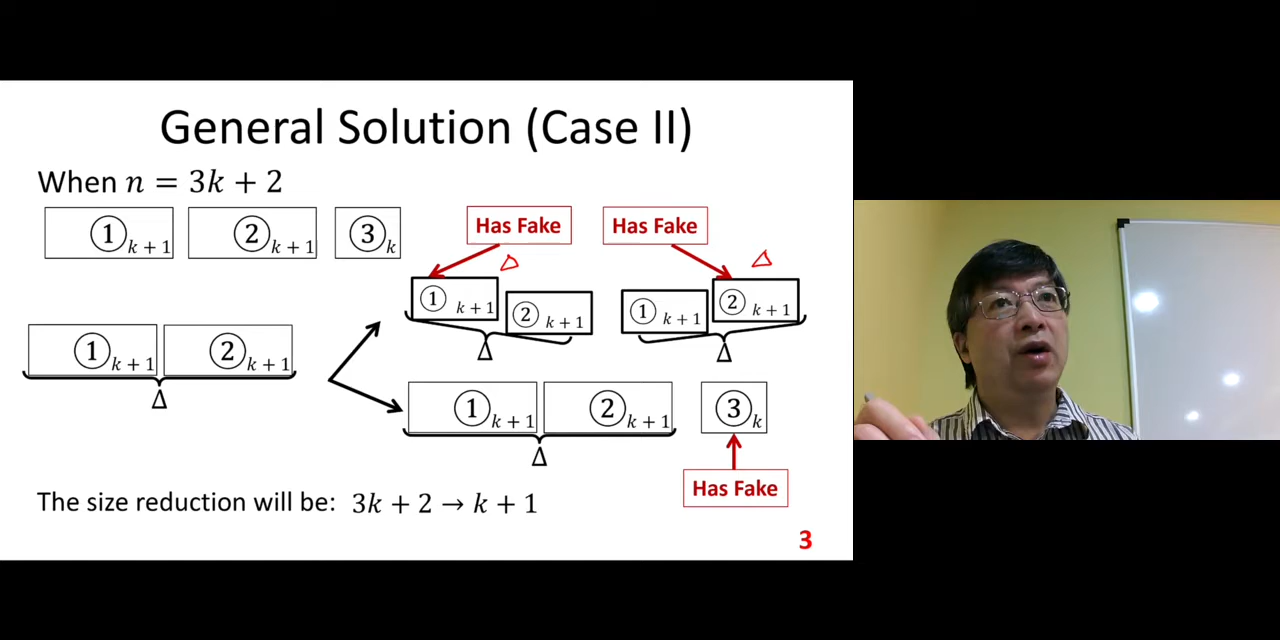 General Solution (Case II)
When n = 3k + 2
① k + 1 ② k + 1 ③ k
Has Fake Has Fake
Δ Δ
① k + 1 ② k + 1 ① k + 1 ② k + 1
Δ Δ
① k + 1 ② k + 1
Δ
① k + 1 ② k + 1 ③ k
Δ
Has Fake
The size reduction will be: 3k + 2 → k + 1
3